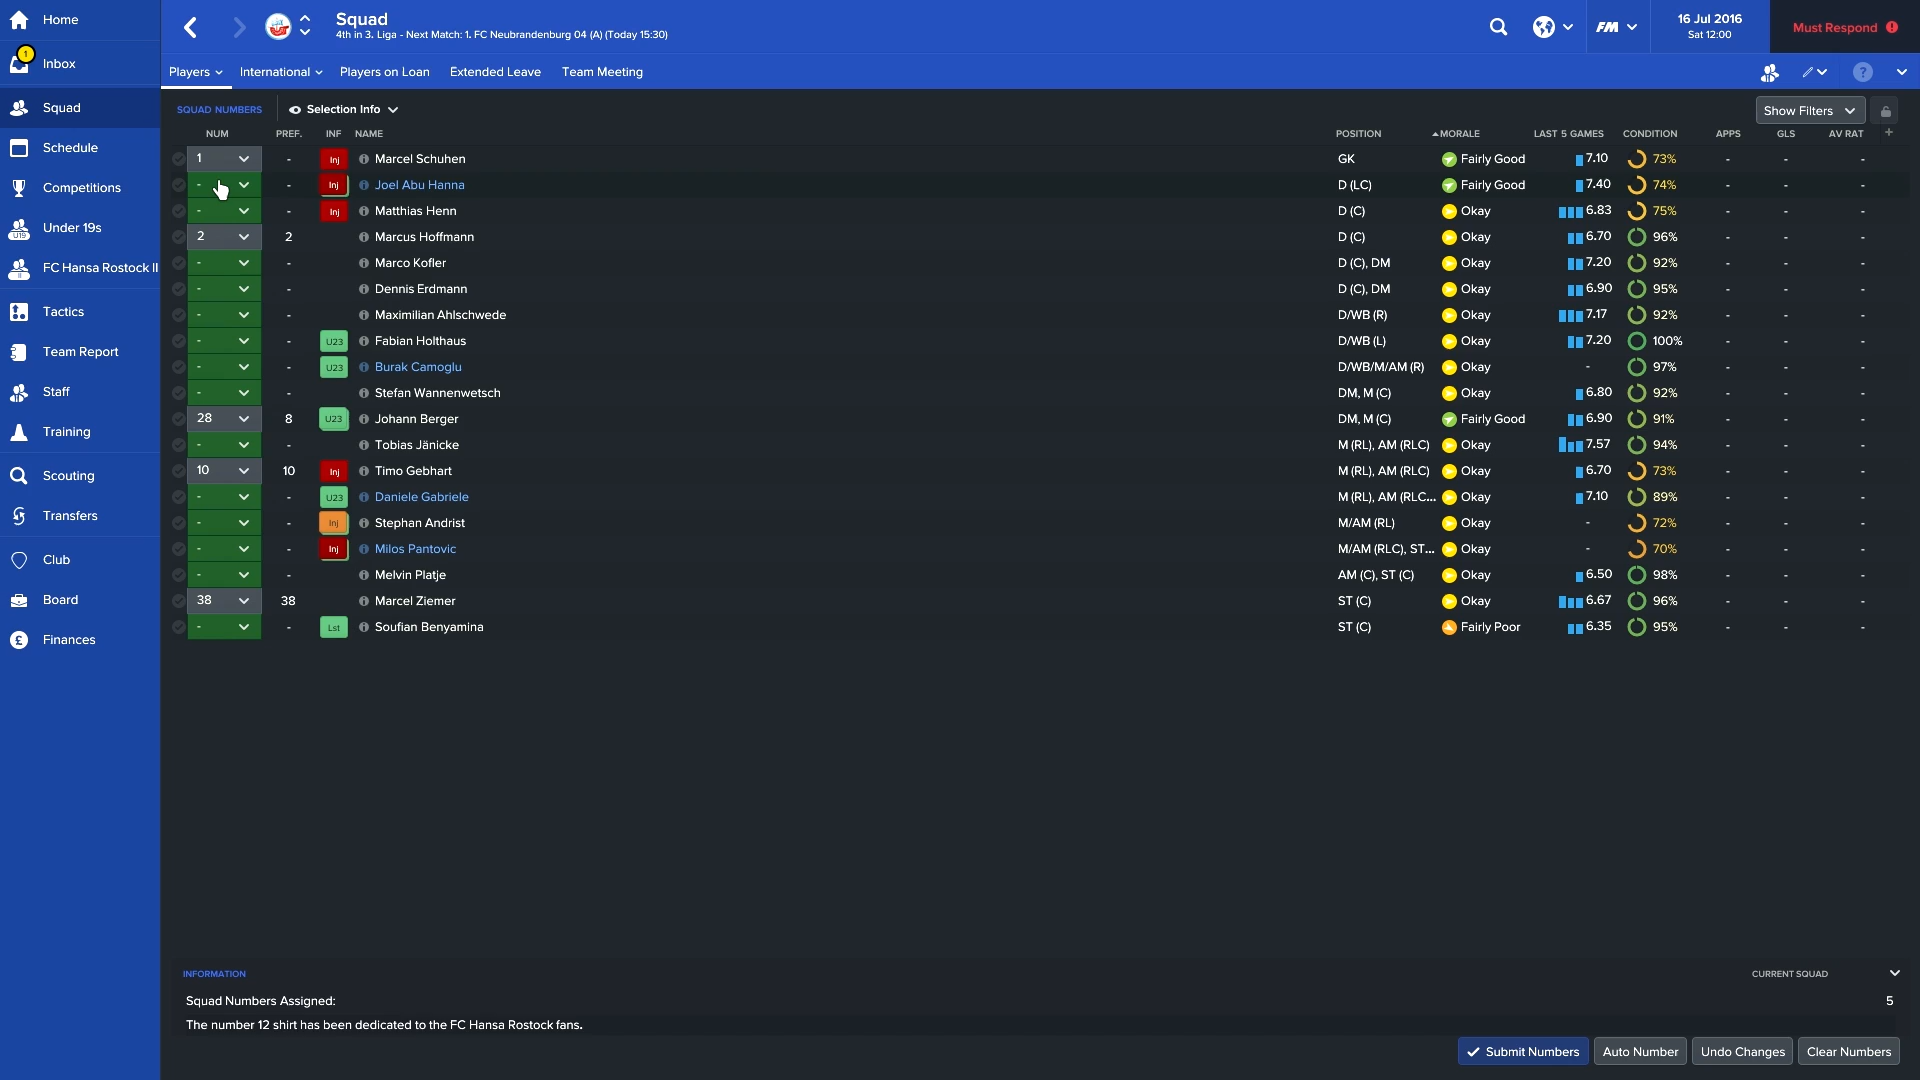 Home
1
Inbox
Squad
Schedule
Competitions
Under 19s
FC Hansa Rostock II
Tactics
Team Report
Staff
Training
Scouting
Transfers
Club
Board
Finances
Squad
4th in 3. Liga - Next Match: 1. FC Neubrandenburg 04 (A) (Today 15:30)
FM
16 Jul 2016
Sat 12:00
Must Respond
Players International Players on Loan Extended Leave Team Meeting
SQUAD NUMBERS Selection Info Show Filters
NUM PREF. INF NAME POSITION MORALE LAST 5 GAMES CONDITION APPS GLS AV RAT +
1 - Inj Marcel Schuhen GK Fairly Good 7.10 73% - - -
- - Inj Joel Abu Hanna D (LC) Fairly Good 7.40 74% - - -
- - Inj Matthias Henn D (C) Okay 6.83 75% - - -
2 2 Marcus Hoffmann D (C) Okay 6.70 96% - - -
- - Marco Kofler D (C), DM Okay 7.20 92% - - -
- - Dennis Erdmann D (C), DM Okay 6.90 95% - - -
- - Maximilian Ahlschwede D/WB (R) Okay 7.17 92% - - -
- - U23 Fabian Holthaus D/WB (L) Okay 7.20 100% - - -
- - U23 Burak Camoglu D/WB/M/AM (R) Okay - 97% - - -
- - Stefan Wannenwetsch DM, M (C) Okay 6.80 92% - - -
28 8 U23 Johann Berger DM, M (C) Fairly Good 6.90 91% - - -
- - Tobias Jänicke M (RL), AM (RLC) Okay 7.57 94% - - -
10 10 Inj Timo Gebhart M (RL), AM (RLC) Okay 6.70 73% - - -
- - U23 Daniele Gabriele M (RL), AM (RLC... Okay 7.10 89% - - -
- - Inj Stephan Andrist M/AM (RL) Okay - 72% - - -
- - Inj Milos Pantovic M/AM (RLC), ST... Okay - 70% - - -
- - Melvin Platje AM (C), ST (C) Okay 6.50 98% - - -
38 38 Marcel Ziemer ST (C) Okay 6.67 96% - - -
- - Lst Soufian Benyamina ST (C) Fairly Poor 6.35 95% - - -
INFORMATION CURRENT SQUAD
Squad Numbers Assigned: 5
The number 12 shirt has been dedicated to the FC Hansa Rostock fans.
Submit Numbers Auto Number Undo Changes Clear Numbers